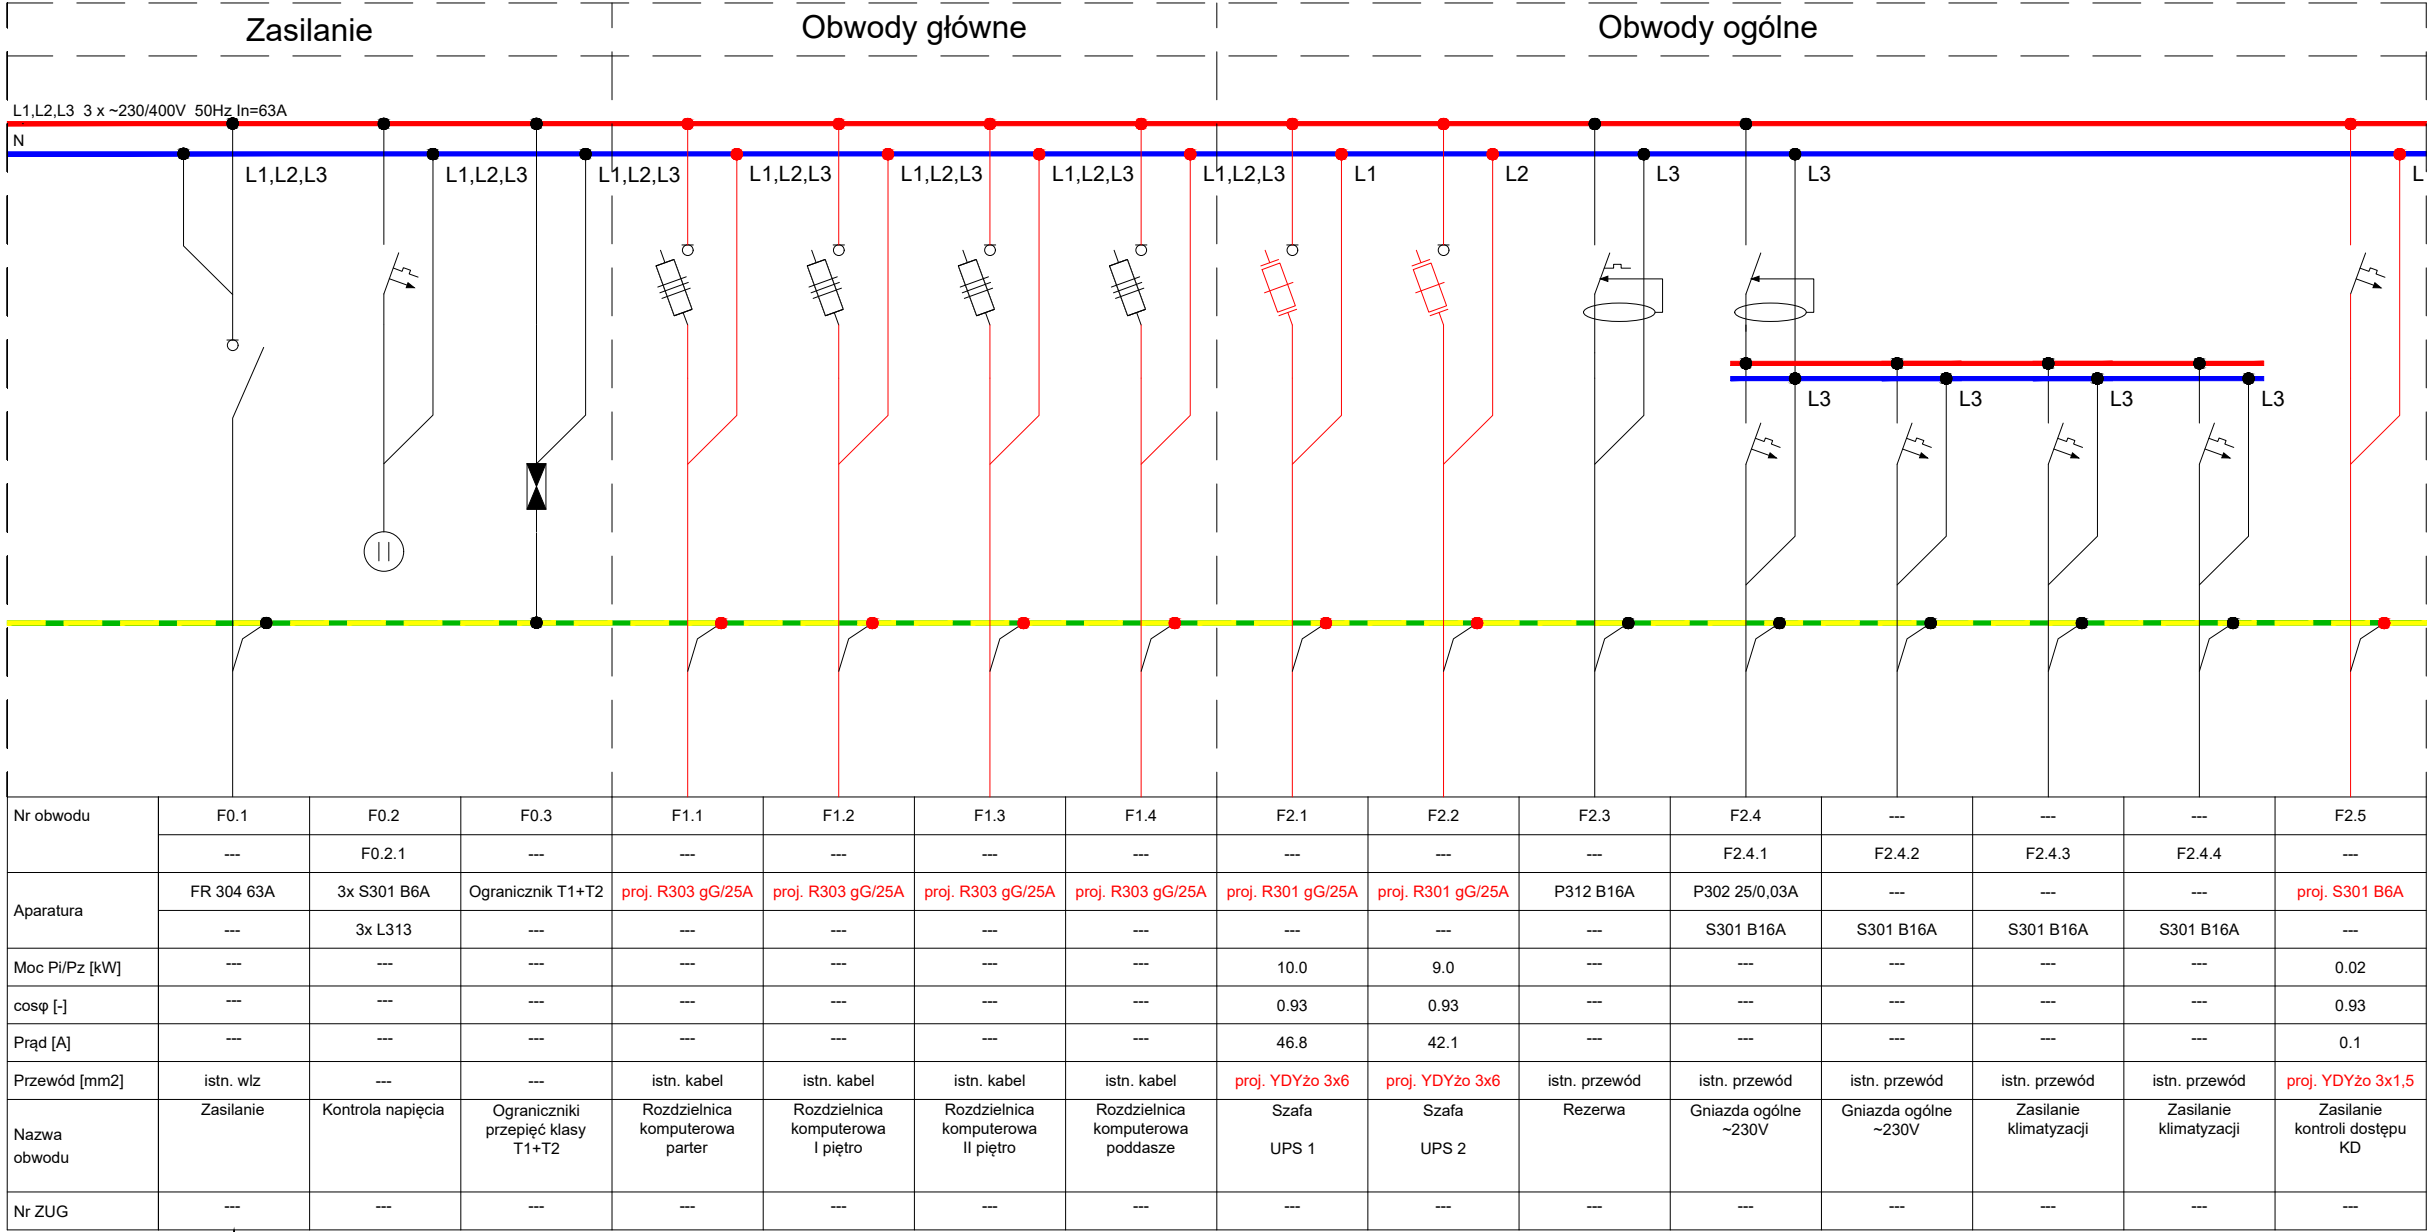 Zasilanie Obwody główne Obwody ogólne
L1,L2,L3 3 x ~230/400V 50Hz In=63A
N
L1,L2,L3 L1,L2,L3 L1,L2,L3 L1,L2,L3 L1,L2,L3 L1,L2,L3 L1,L2,L3 L1 L2 L3 L3 L
L3 L3 L3 L3
Nr obwodu F0.1 F0.2 F0.3 F1.1 F1.2 F1.3 F1.4 F2.1 F2.2 F2.3 F2.4 --- --- --- F2.5
--- F0.2.1 --- --- --- --- --- --- --- --- F2.4.1 F2.4.2 F2.4.3 F2.4.4 ---
Aparatura FR 304 63A 3x S301 B6A Ogranicznik T1+T2 proj. R303 gG/25A proj. R303 gG/25A proj. R303 gG/25A proj. R303 gG/25A proj. R301 gG/25A proj. R301 gG/25A P312 B16A P302 25/0,03A --- --- --- proj. S301 B6A
--- 3x L313 --- --- --- --- --- --- --- --- S301 B16A S301 B16A S301 B16A S301 B16A ---
Moc Pi/Pz [kW] --- --- --- --- --- --- --- 10.0 9.0 --- --- --- --- --- 0.02
cosφ [-] --- --- --- --- --- --- --- 0.93 0.93 --- --- --- --- --- 0.93
Prąd [A] --- --- --- --- --- --- --- 46.8 42.1 --- --- --- --- --- 0.1
Przewód [mm2] istn. wlz --- --- istn. kabel istn. kabel istn. kabel istn. kabel proj. YDYżo 3x6 proj. YDYżo 3x6 istn. przewód istn. przewód istn. przewód istn. przewód istn. przewód proj. YDYżo 3x1,5
Nazwa
obwodu
Zasilanie
Kontrola napięcia
Ograniczniki
przepięć klasy
T1+T2
Rozdzielnica
komputerowa
parter
Rozdzielnica
komputerowa
I piętro
Rozdzielnica
komputerowa
II piętro
Rozdzielnica
komputerowa
poddasze
Szafa
UPS 1
Szafa
UPS 2
Rezerwa
Gniazda ogólne
~230V
Gniazda ogólne
~230V
Zasilanie
klimatyzacji
Zasilanie
klimatyzacji
Zasilanie
kontroli dostępu
KD
Nr ZUG --- --- --- --- --- --- --- --- --- --- --- --- --- --- ---